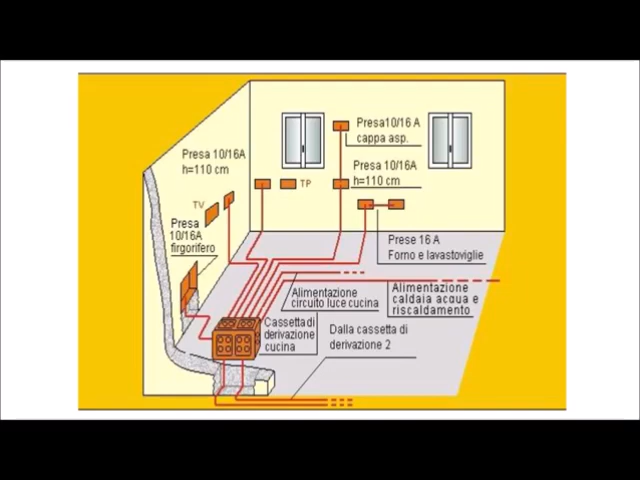 Presa10/16 A
cappa asp.
Presa 10/16A
h=110 cm
Presa 10/16A
h=110 cm
TP
TV
Presa
10/16A
firgorifero
Prese 16 A
Forno e lavastoviglie
Alimentazione
circuito luce cucina
Alimentazione
caldaia acqua e
riscaldamento
Cassetta di
derivazione
cucina
Dalla cassetta di
derivazione 2